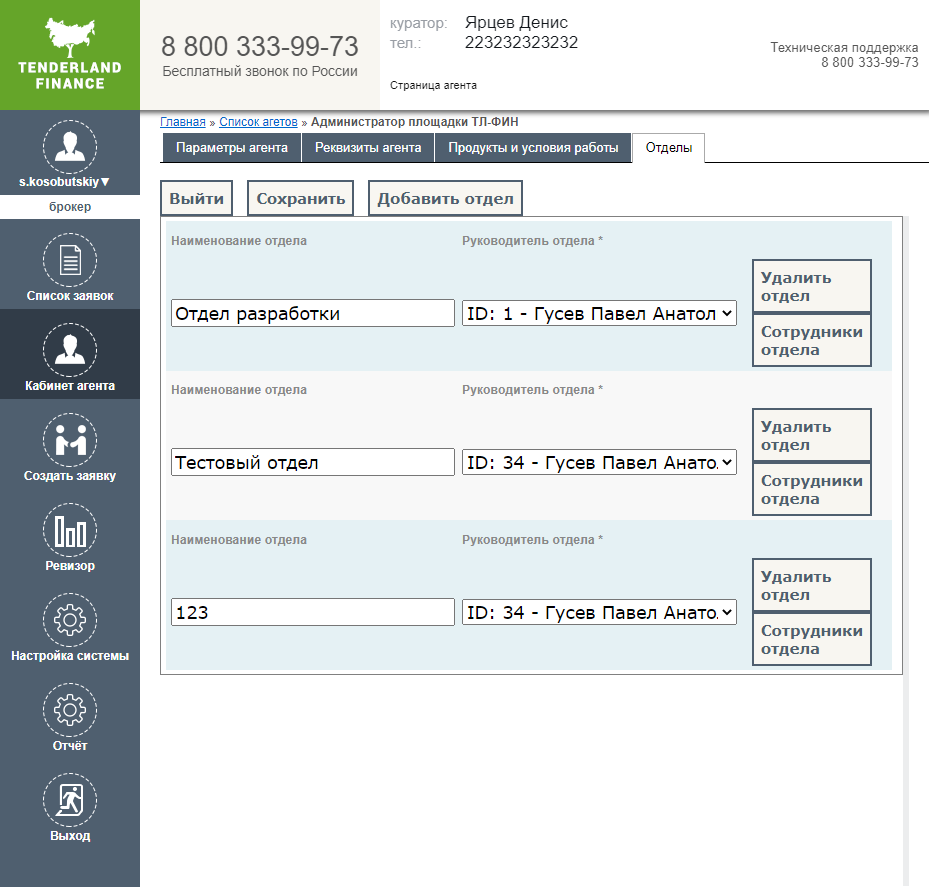 TENDERLAND
FINANCE
8 800 333-99-73
Бесплатный звонок по России
куратор: Ярцев Денис
тел.: 223232323232
Страница агента
Техническая поддержка
8 800 333-99-73
s.kosobutskiy▼
брокер
Список заявок
Кабинет агента
Создать заявку
Ревизор
Настройка системы
Отчёт
Выход
Главная » Список агетов » Администратор площадки ТЛ-ФИН
Параметры агента Реквизиты агента Продукты и условия работы Отделы
Выйти Сохранить Добавить отдел
Наименование отдела Руководитель отдела *
Отдел разработки ID: 1 - Гусев Павел Анатол
Удалить
отдел
Сотрудники
отдела
Наименование отдела Руководитель отдела *
Тестовый отдел ID: 34 - Гусев Павел Анато.
Удалить
отдел
Сотрудники
отдела
Наименование отдела Руководитель отдела *
123 ID: 34 - Гусев Павел Анато.
Удалить
отдел
Сотрудники
отдела